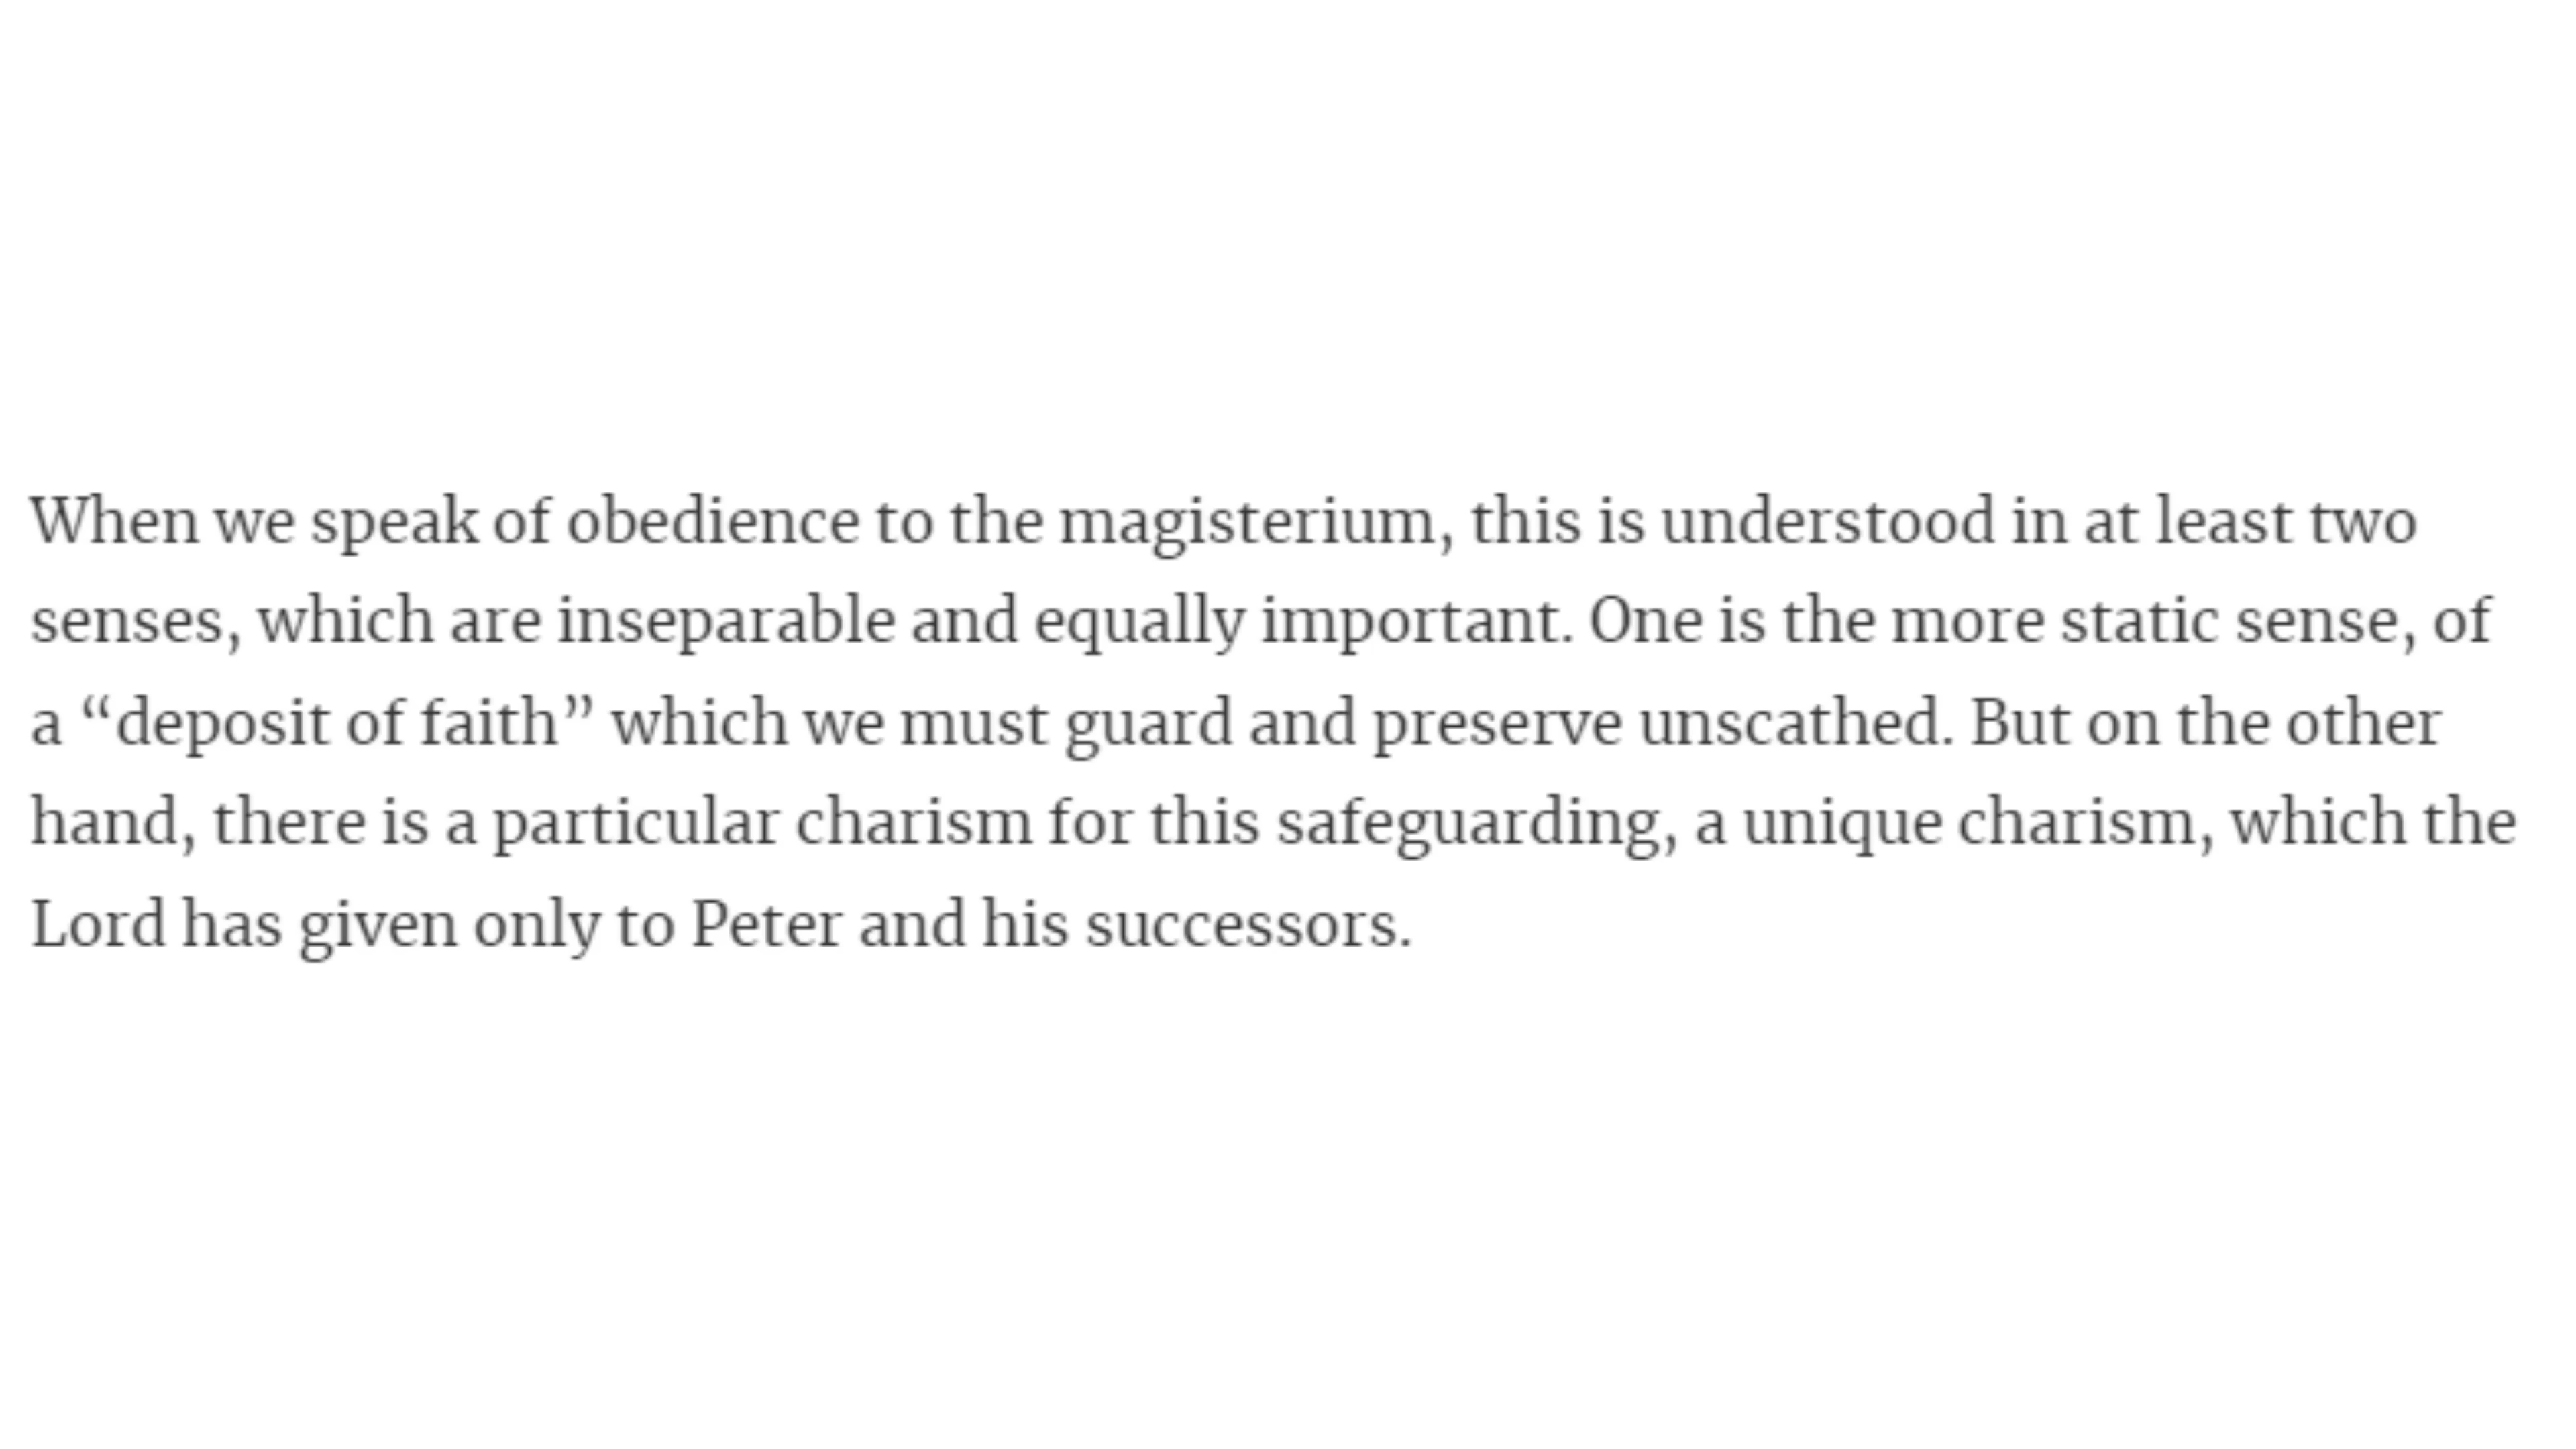 When we speak of obedience to the magisterium, this is understood in at least two
senses, which are inseparable and equally important. One is the more static sense, of
a “deposit of faith” which we must guard and preserve unscathed. But on the other
hand, there is a particular charism for this safeguarding, a unique charism, which the
Lord has given only to Peter and his successors.